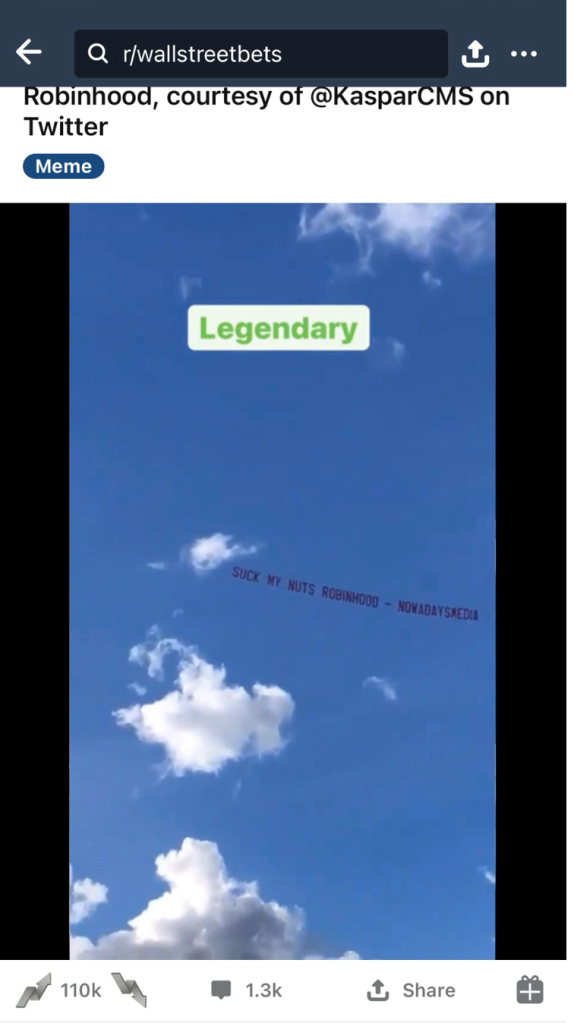 r/wallstreetbets
Robinhood, courtesy of @KasparCMS on
Twitter
Meme
Legendary
SUCK MY NUTS ROBINHOOD - NOWADAYSMEDIA
110k
1.3k
Share